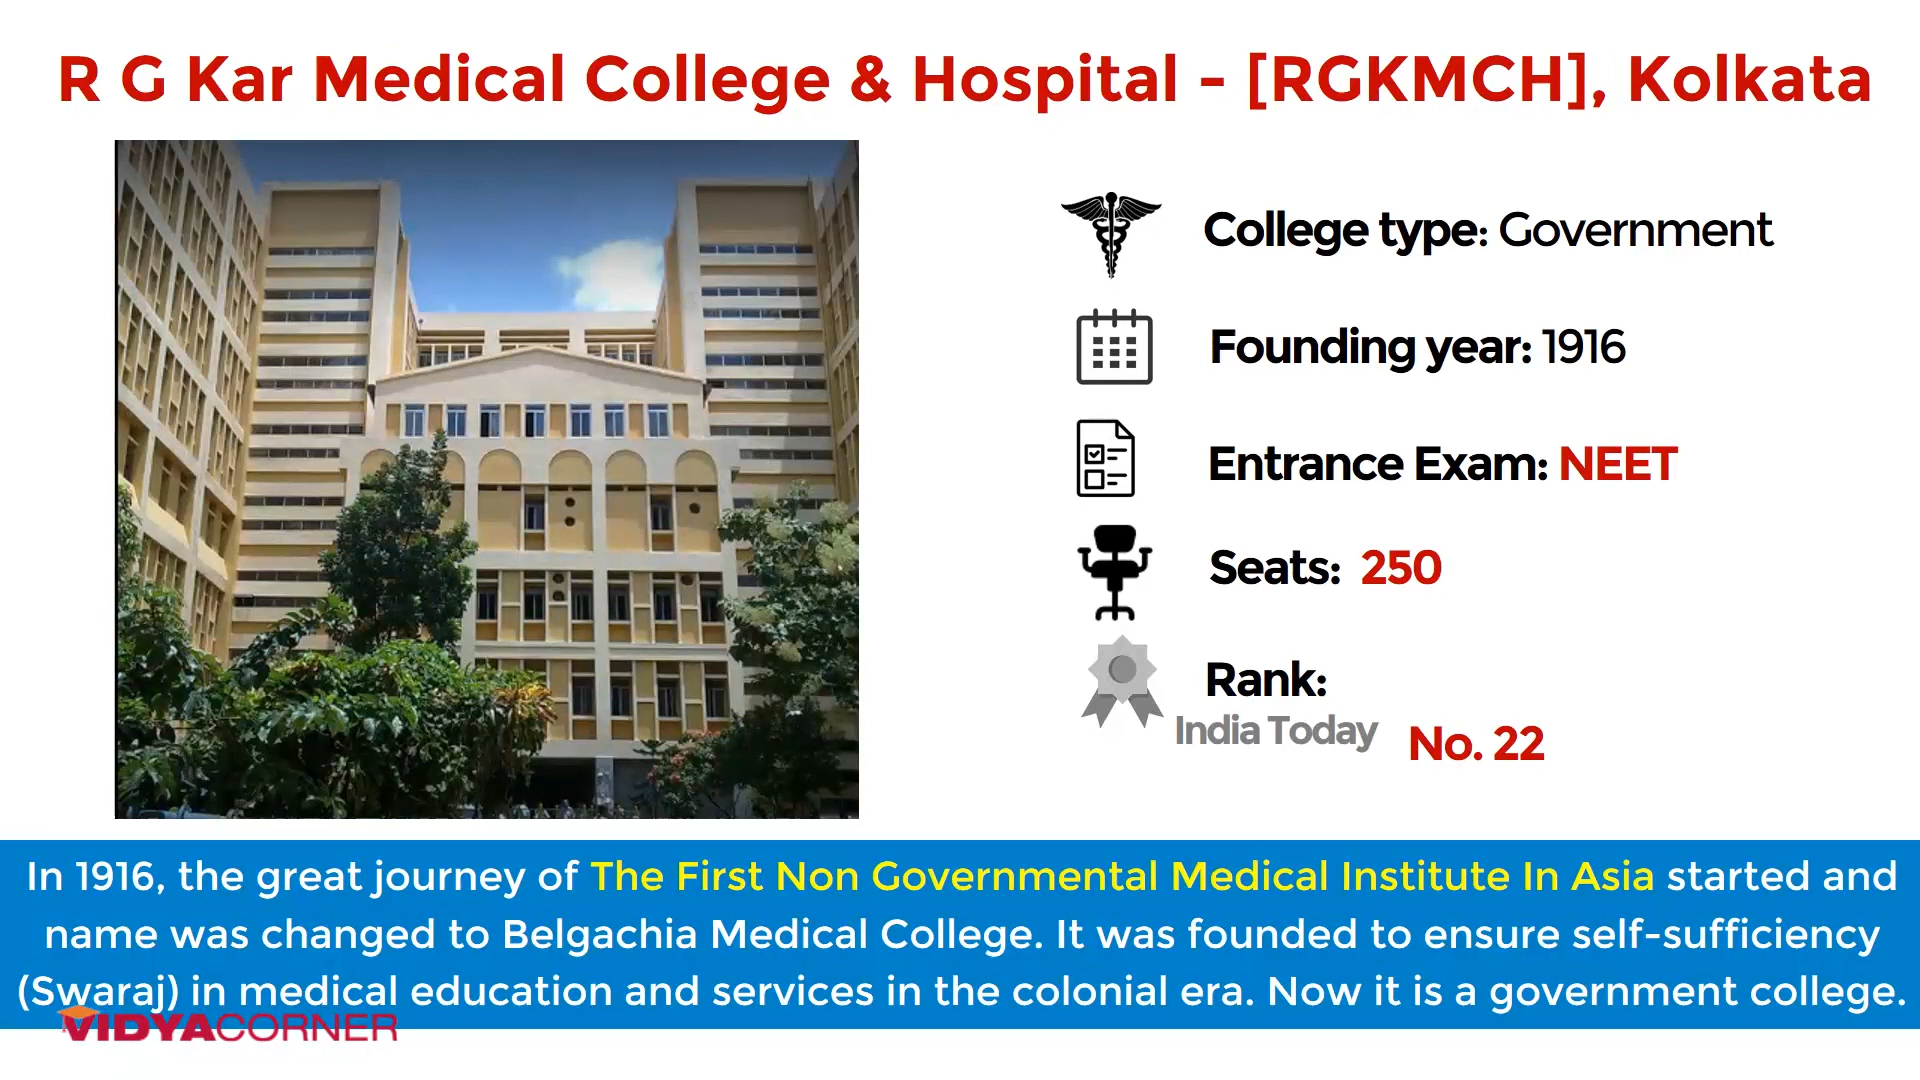 R G Kar Medical College & Hospital - [RGKMCH], Kolkata
College type: Government
Founding year: 1916
Entrance Exam: NEET
Seats: 250
Rank:
India Today No. 22
In 1916, the great journey of The First Non Governmental Medical Institute In Asia started and
name was changed to Belgachia Medical College. It was founded to ensure self-sufficiency
(Swaraj) in medical education and services in the colonial era. Now it is a government college.
VIDYACORNER